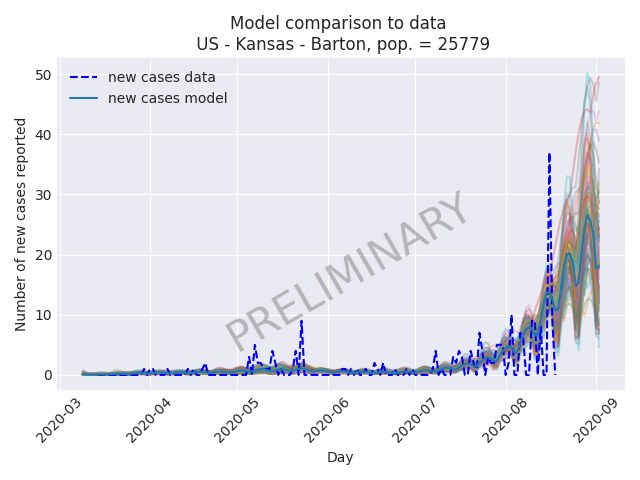 Model comparison to data
US - Kansas - Barton, pop. = 25779
new cases data
new cases model
Number of new cases reported
50
40
30
20
10
0
PRELIMINARY
2020-03
2020-04
2020-05
2020-06
2020-07
2020-08
2020-09
Day